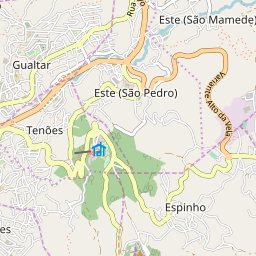 Este (São Mamede)
Rua
Gualtar
Variante Alto da Vela
Este (São Pedro)
Tenões
Espinho
es